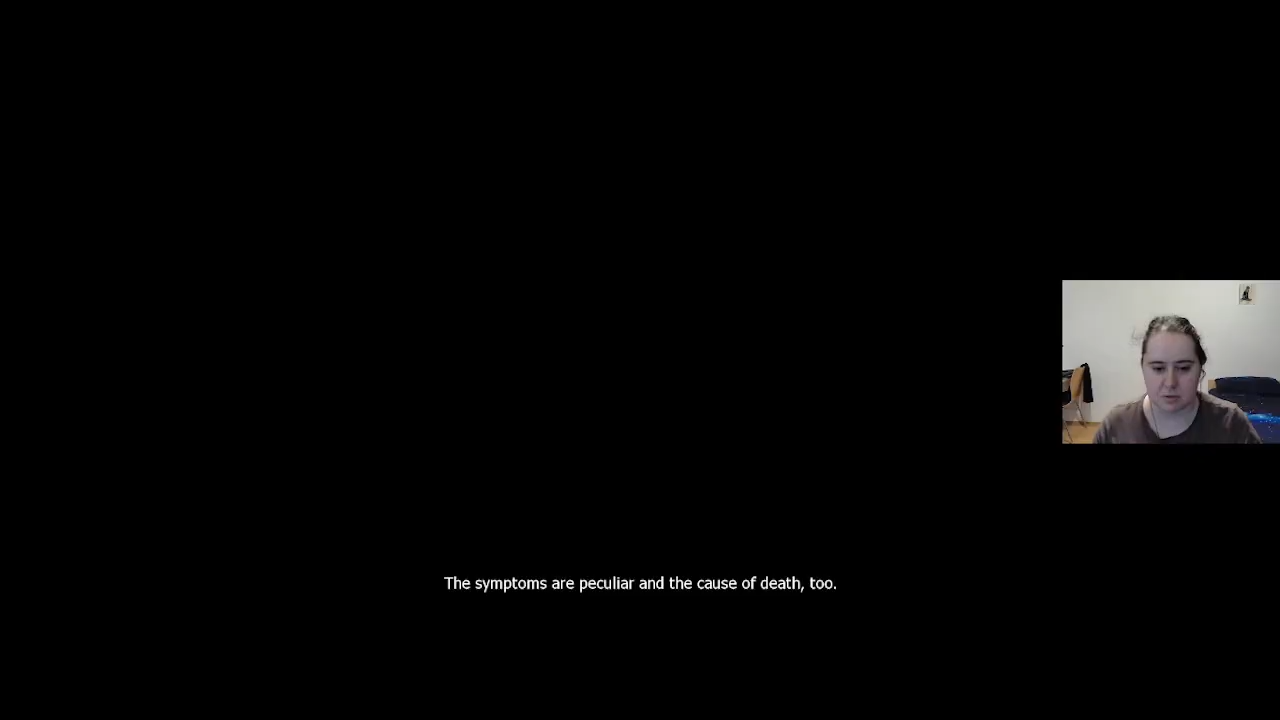 The symptoms are peculiar and the cause of death, too.